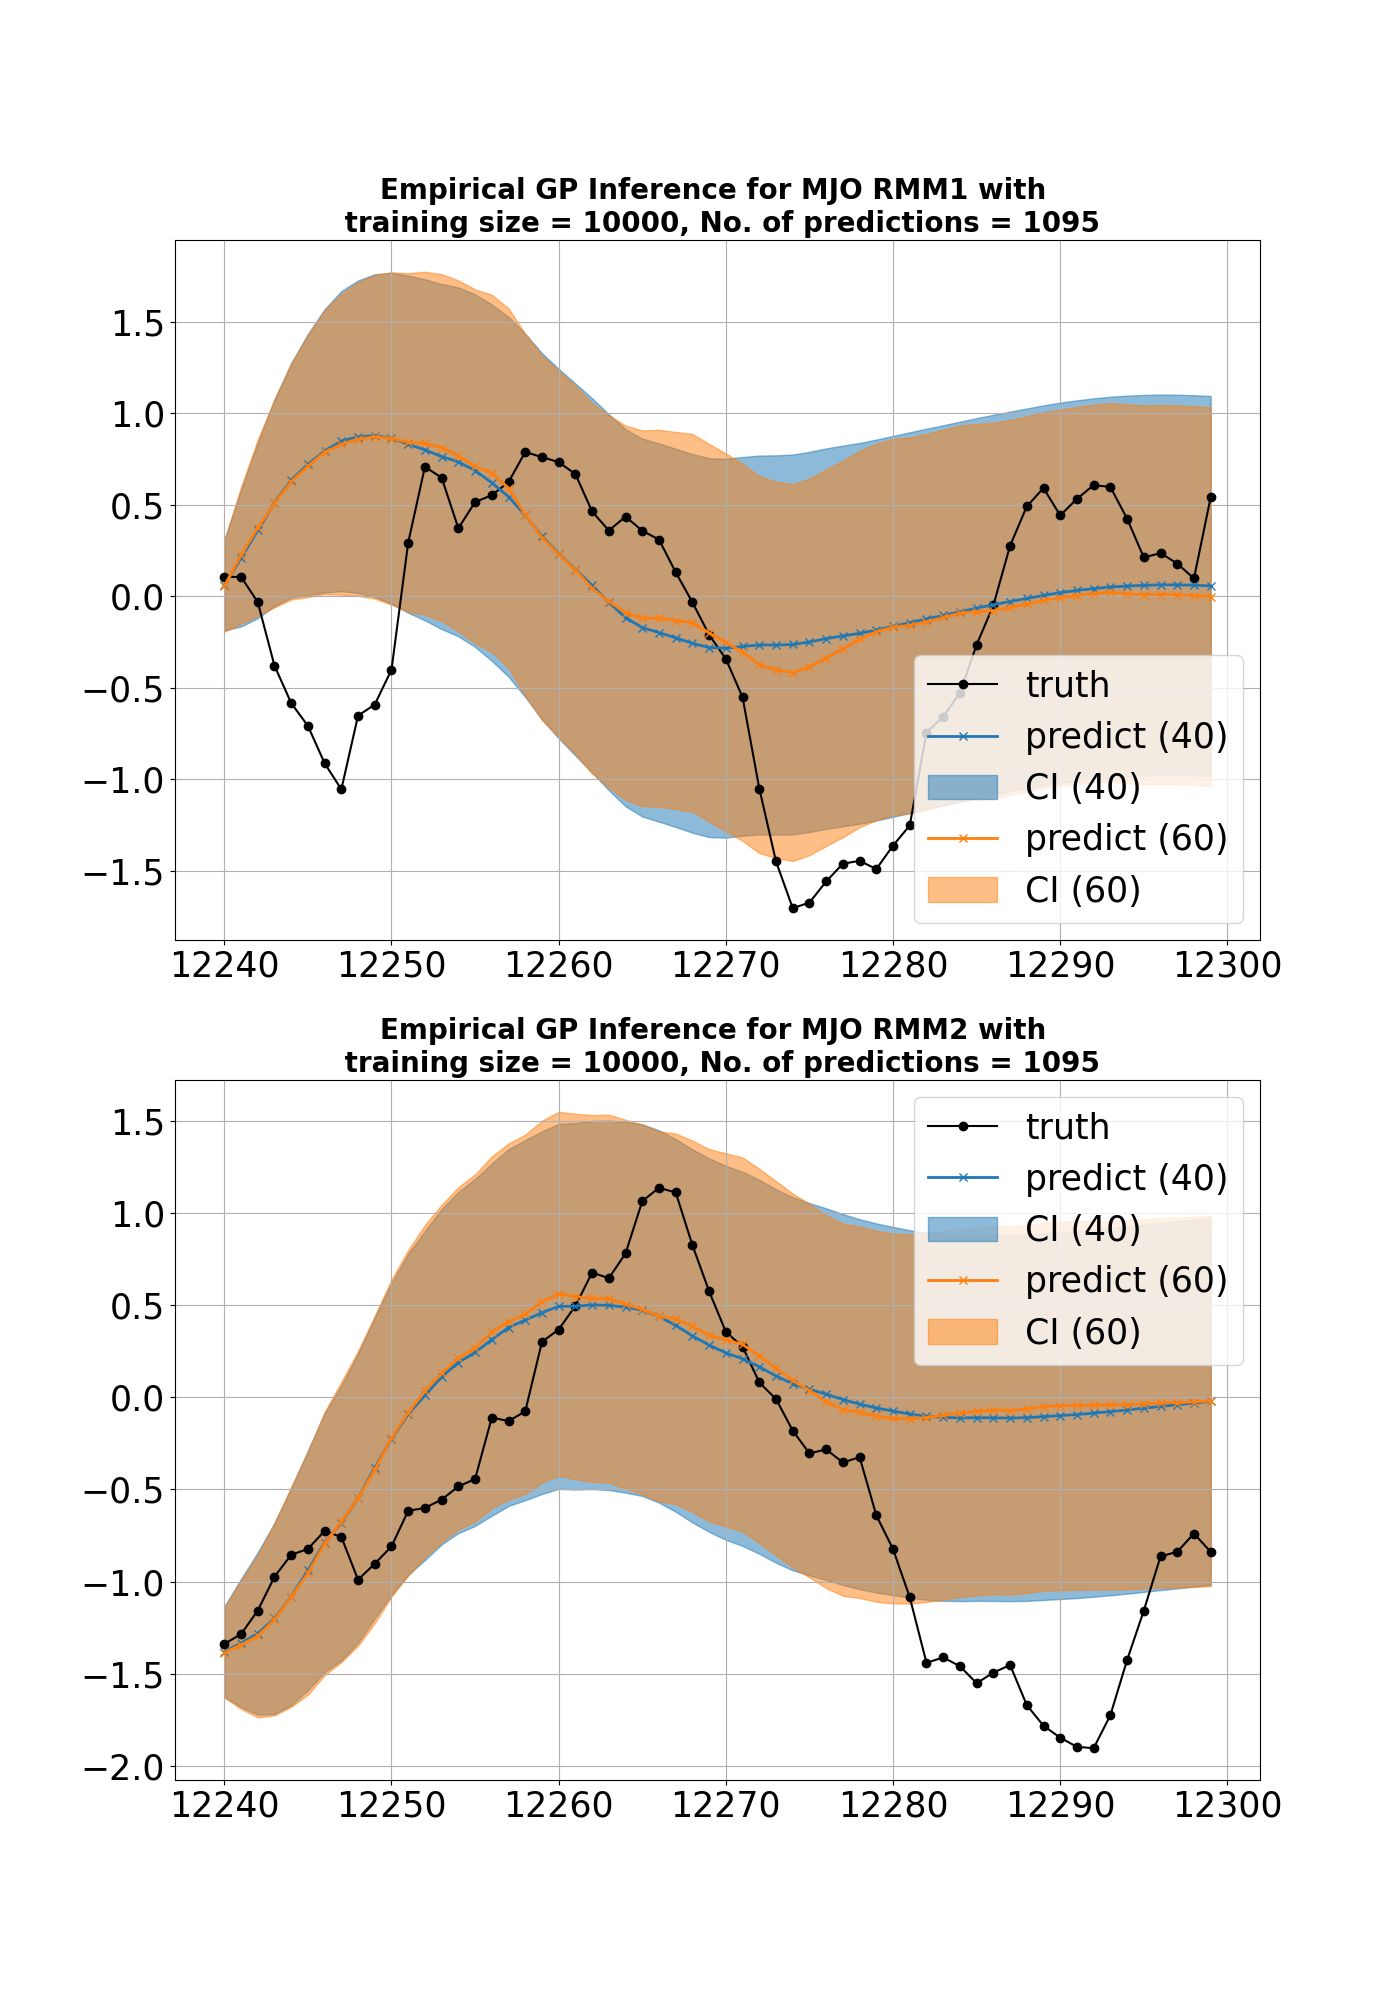 Empirical GP Inference for MJO RMM1 with
training size = 10000, No. of predictions = 1095
1.5
1.0
0.5
0.0
−0.5
−1.0
−1.5
truth
predict (40)
CI (40)
predict (60)
CI (60)
12240 12250 12260 12270 12280 12290 12300
Empirical GP Inference for MJO RMM2 with
training size = 10000, No. of predictions = 1095
1.5
1.0
0.5
0.0
−0.5
−1.0
−1.5
−2.0
truth
predict (40)
CI (40)
predict (60)
CI (60)
12240 12250 12260 12270 12280 12290 12300